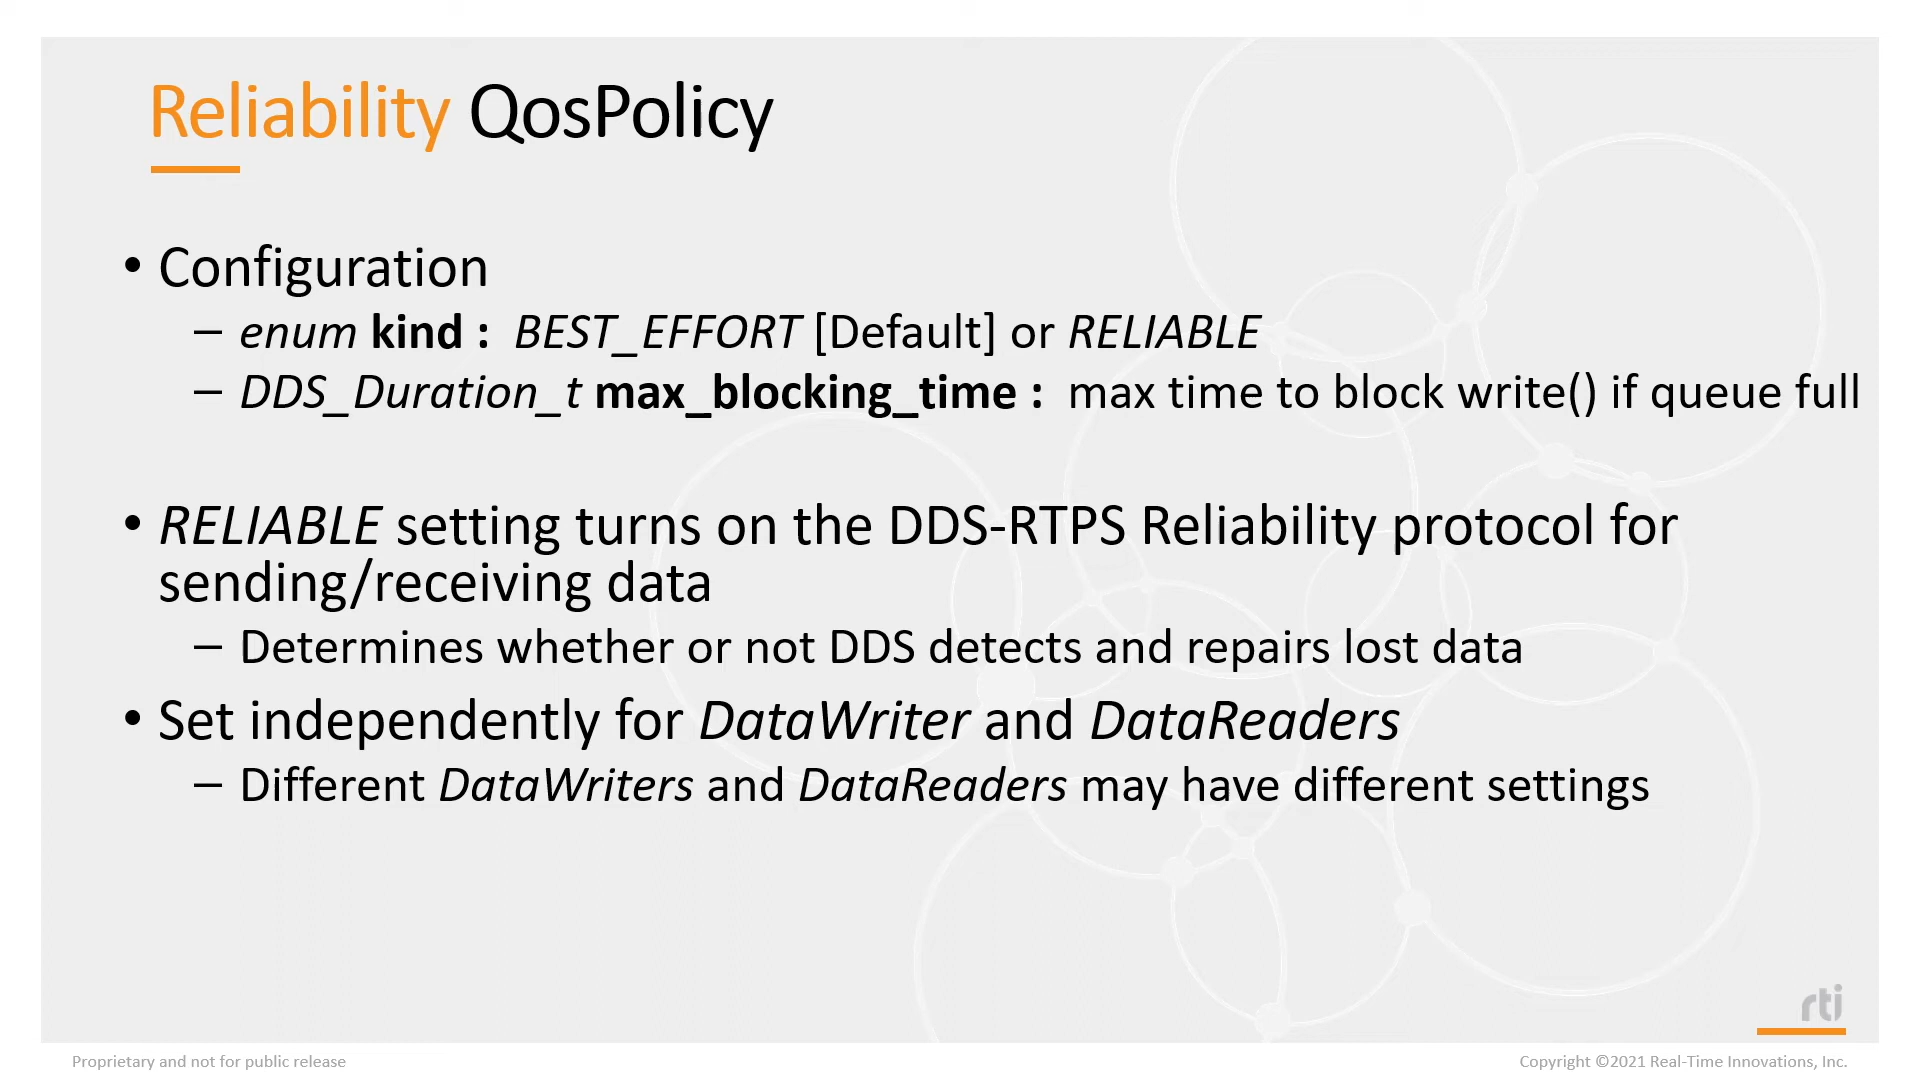 Reliability QosPolicy
• Configuration
– enum kind : BEST_EFFORT [Default] or RELIABLE
– DDS_Duration_t max_blocking_time : max time to block write() if queue full
• RELIABLE setting turns on the DDS-RTPS Reliability protocol for
sending/receiving data
– Determines whether or not DDS detects and repairs lost data
• Set independently for DataWriter and DataReaders
– Different DataWriters and DataReaders may have different settings
rti
Proprietary and not for public release
Copyright ©2021 Real-Time Innovations, Inc.